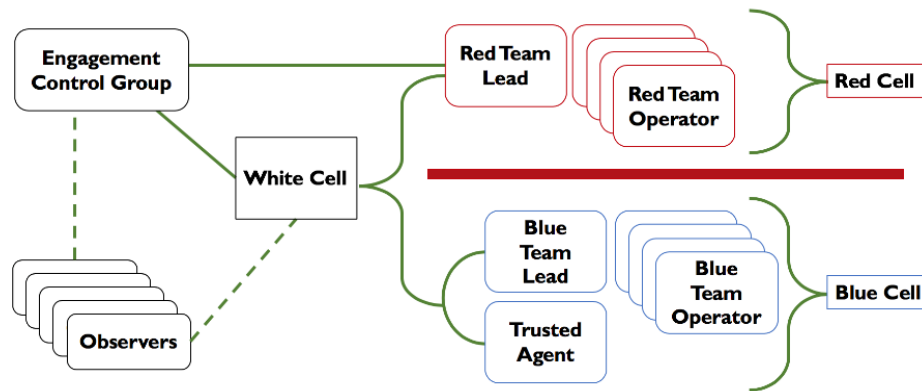 Engagement
Control Group
Red Team
Lead
Red Team
Operator
Red Cell
White Cell
Blue
Team
Lead
Blue
Team
Operator
Blue Cell
Observers
Trusted
Agent